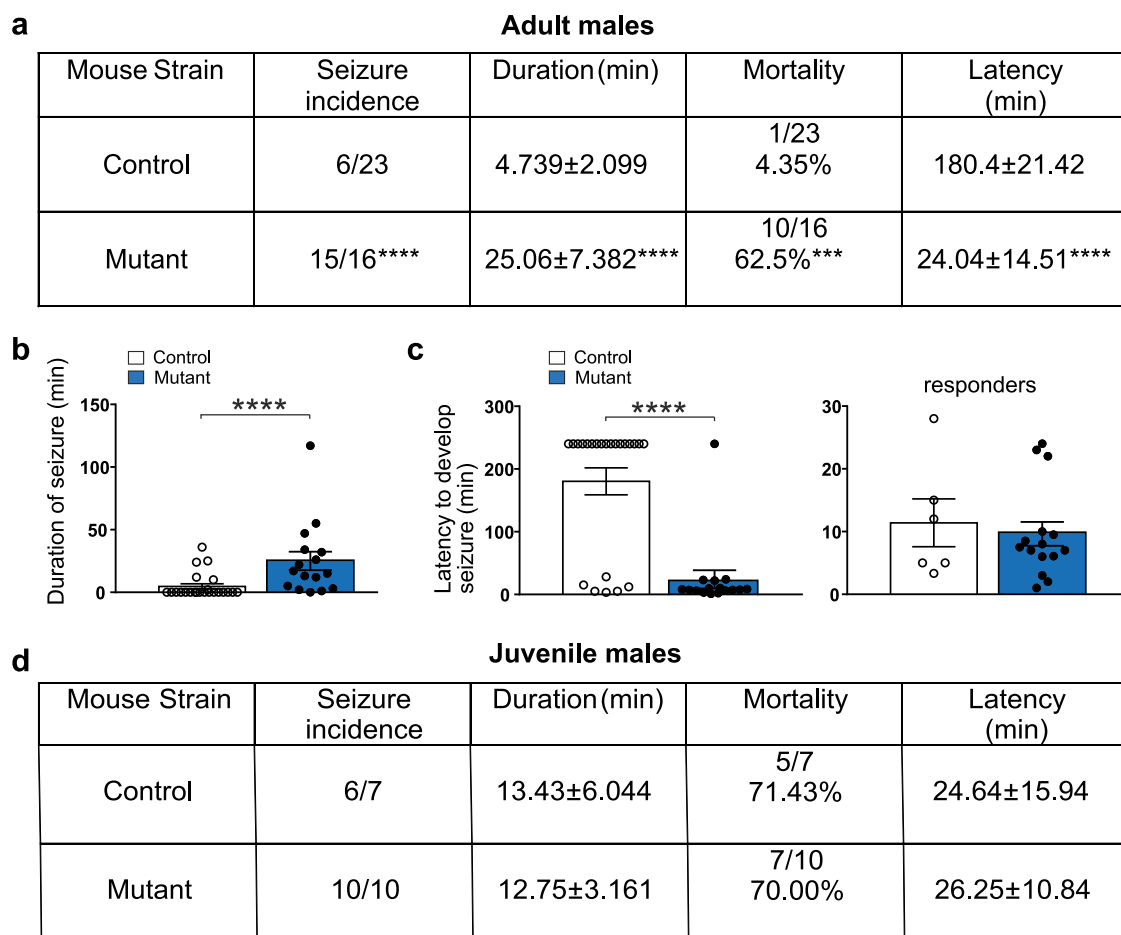 a
Adult males
Mouse Strain
Seizure
incidence
Duration (min)
Mortality
Latency
(min)
Control
6/23
4.739±2.099
1/23
4.35%
180.4±21.42
Mutant
15/16****
25.06±7.382****
10/16
62.5%***
24.04±14.51****
b
Control
Mutant
Duration of seizure (min)
150
100
50
0
****
c
Control
Mutant
Latency to develop
seizure (min)
300
200
100
0
****
responders
30
20
10
0
d
Juvenile males
Mouse Strain
Seizure
incidence
Duration (min)
Mortality
Latency
(min)
Control
6/7
13.43±6.044
5/7
71.43%
24.64±15.94
Mutant
10/10
12.75±3.161
7/10
70.00%
26.25±10.84